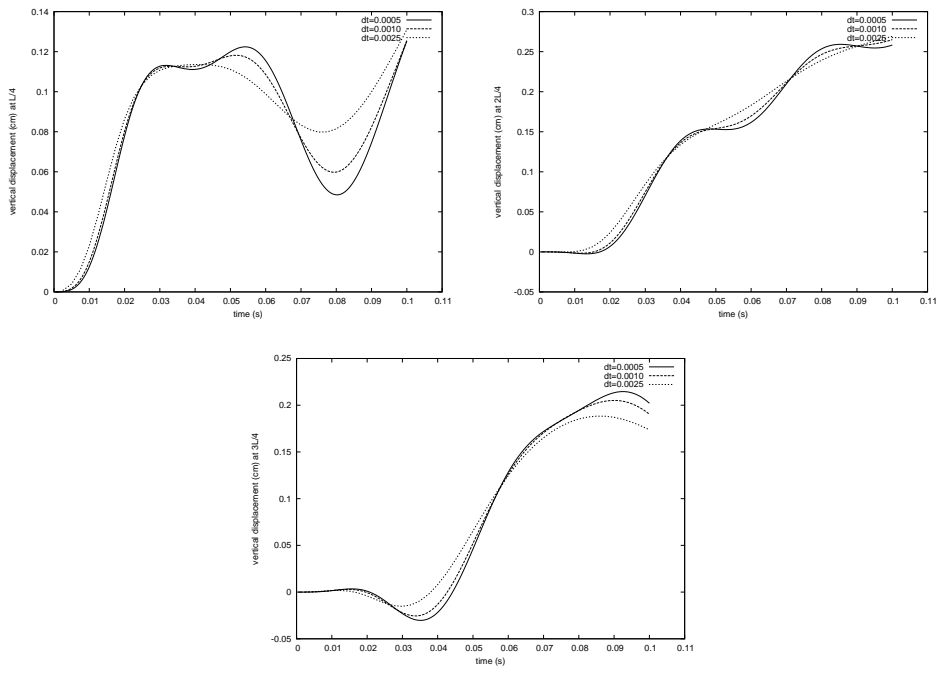 0.14
0.12
0.1
0.08
0.06
0.04
0.02
0
vertical displacement (cm) at L/4
dt=0.0005
dt=0.0010
dt=0.0025
0 0.01 0.02 0.03 0.04 0.05 0.06 0.07 0.08 0.09 0.1 0.11
time (s)
0.3
0.25
0.2
0.15
0.1
0.05
0
-0.05
vertical displacement (cm) at 2L/4
dt=0.0005
dt=0.0010
dt=0.0025
0 0.01 0.02 0.03 0.04 0.05 0.06 0.07 0.08 0.09 0.1 0.11
time (s)
0.25
0.2
0.15
0.1
0.05
0
-0.05
vertical displacement (cm) at 3L/4
dt=0.0005
dt=0.0010
dt=0.0025
0 0.01 0.02 0.03 0.04 0.05 0.06 0.07 0.08 0.09 0.1 0.11
time (s)